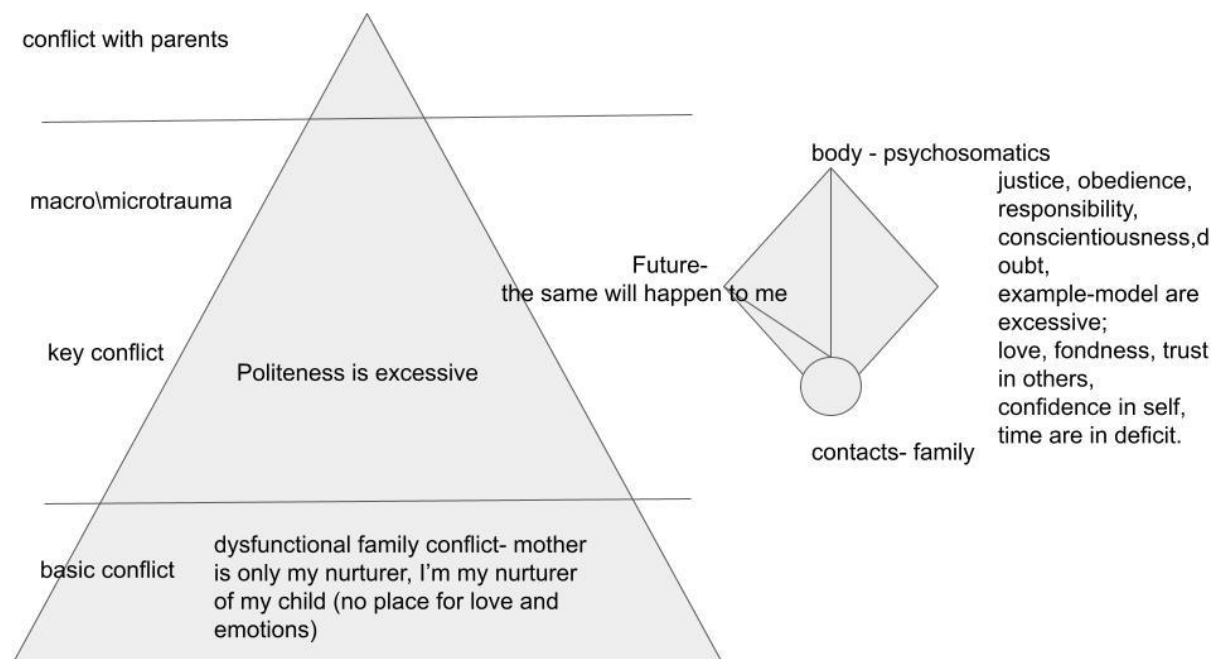 conflict with parents
macro\microtrauma
key conflict
Politeness is excessive
basic conflict
dysfunctional family conflict- mother
is only my nurturer, I'm my nurturer
of my child (no place for love and
emotions)
body - psychosomatics
Future-
the same will happen to me
contacts- family
justice, obedience,
responsibility,
conscientiousness,d
oubt,
example-model are
excessive;
love, fondness, trust
in others,
confidence in self,
time are in deficit.